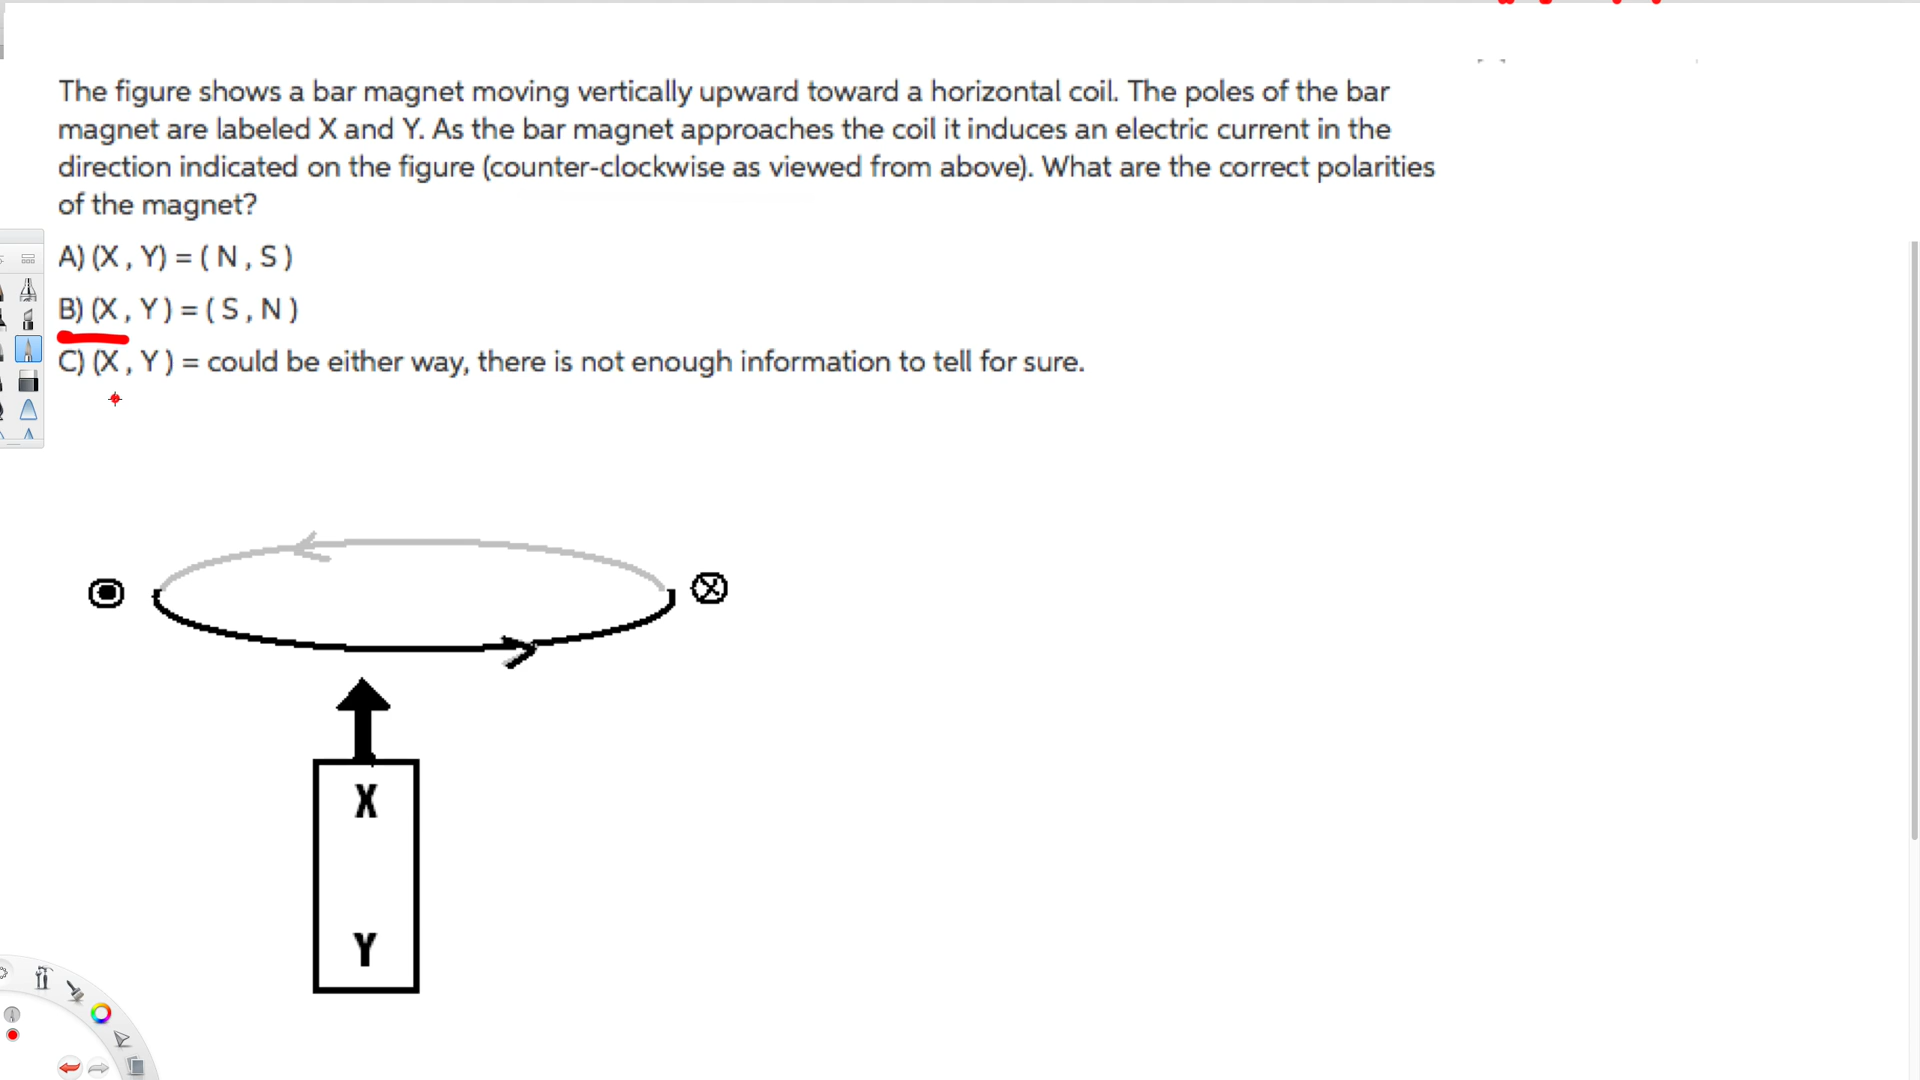 The figure shows a bar magnet moving vertically upward toward a horizontal coil. The poles of the bar
magnet are labeled X and Y. As the bar magnet approaches the coil it induces an electric current in the
direction indicated on the figure (counter-clockwise as viewed from above). What are the correct polarities
of the magnet?
A) (X , Y) = ( N , S )
B) (X , Y ) = ( S , N )
C) (X , Y ) = could be either way, there is not enough information to tell for sure.
X
Y